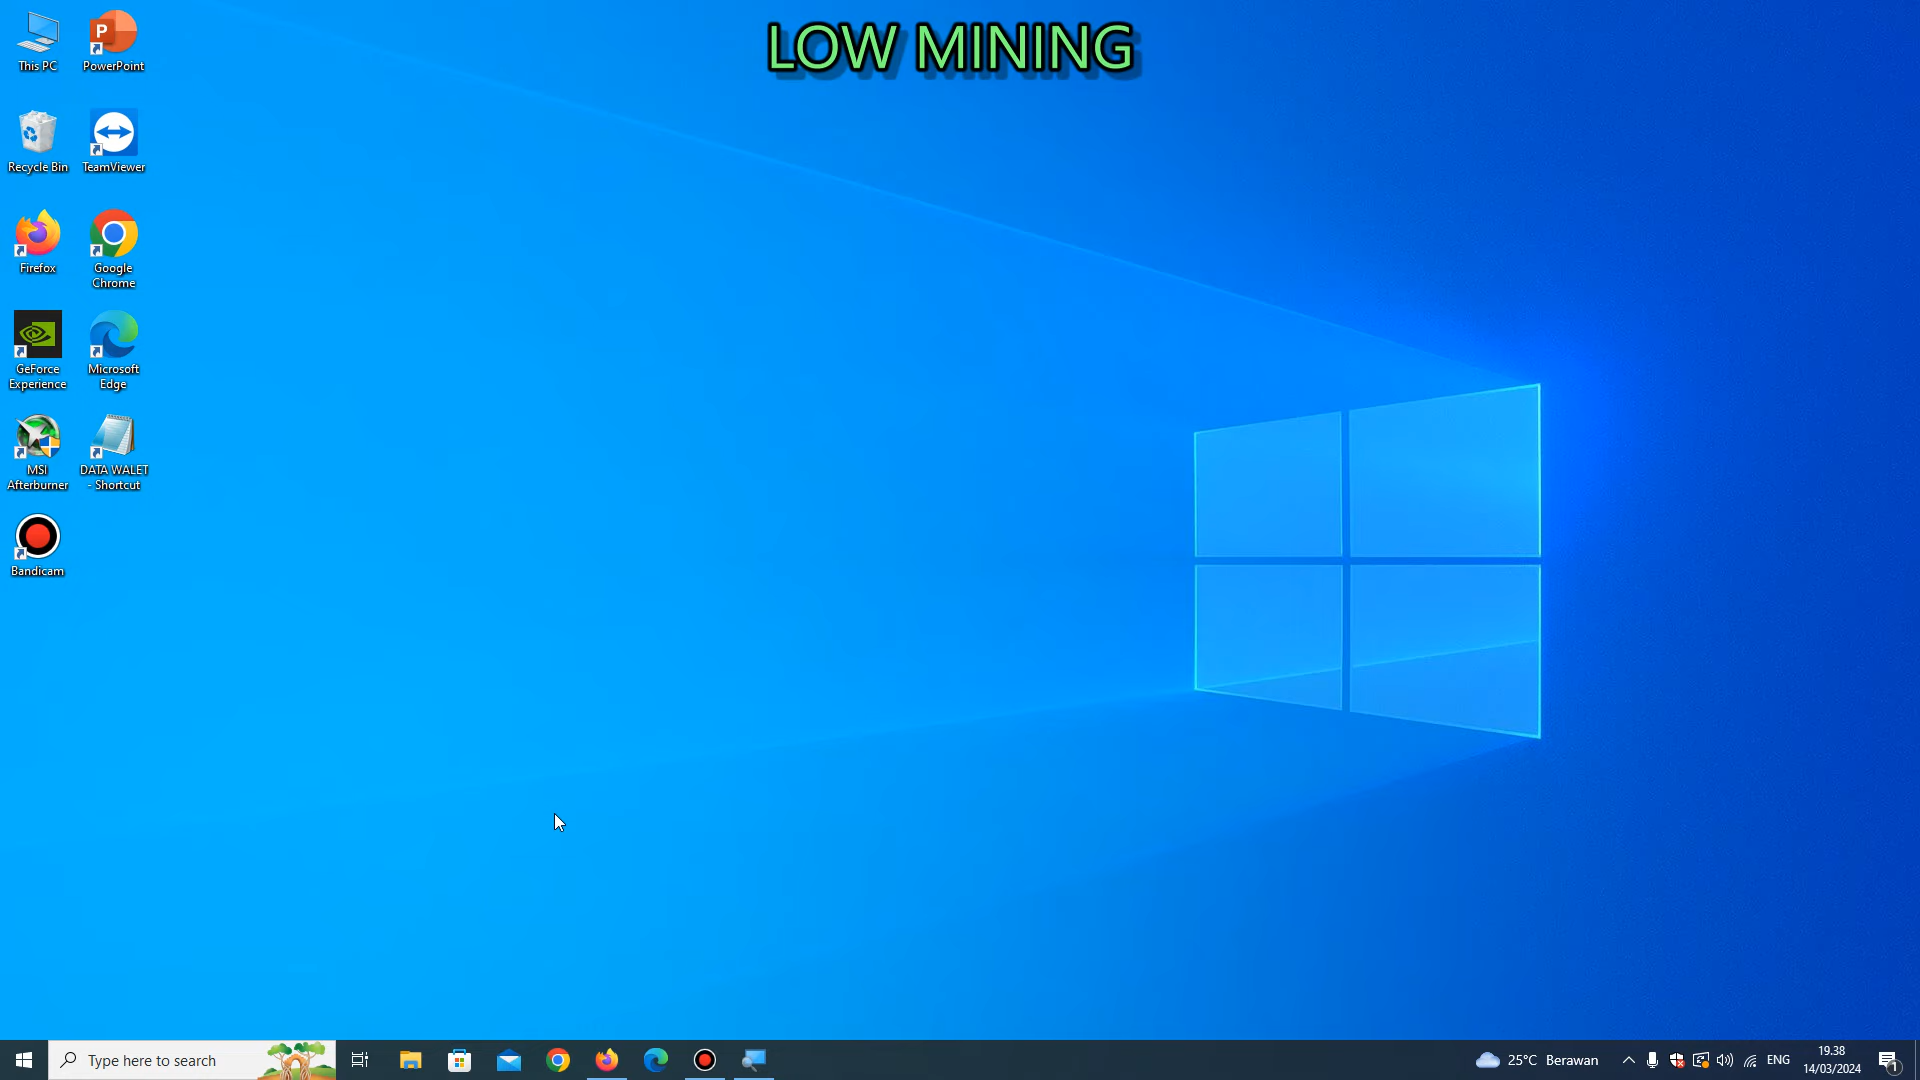 LOW MINING
This PC
PowerPoint
Recycle Bin
TeamViewer
Firefox
Google
Chrome
GeForce
Experience
Microsoft
Edge
MSI
Afterburner
DATA WALET
- Shortcut
Bandicam
Type here to search
25°C Berawan
ENG
19.38
14/03/2024
1